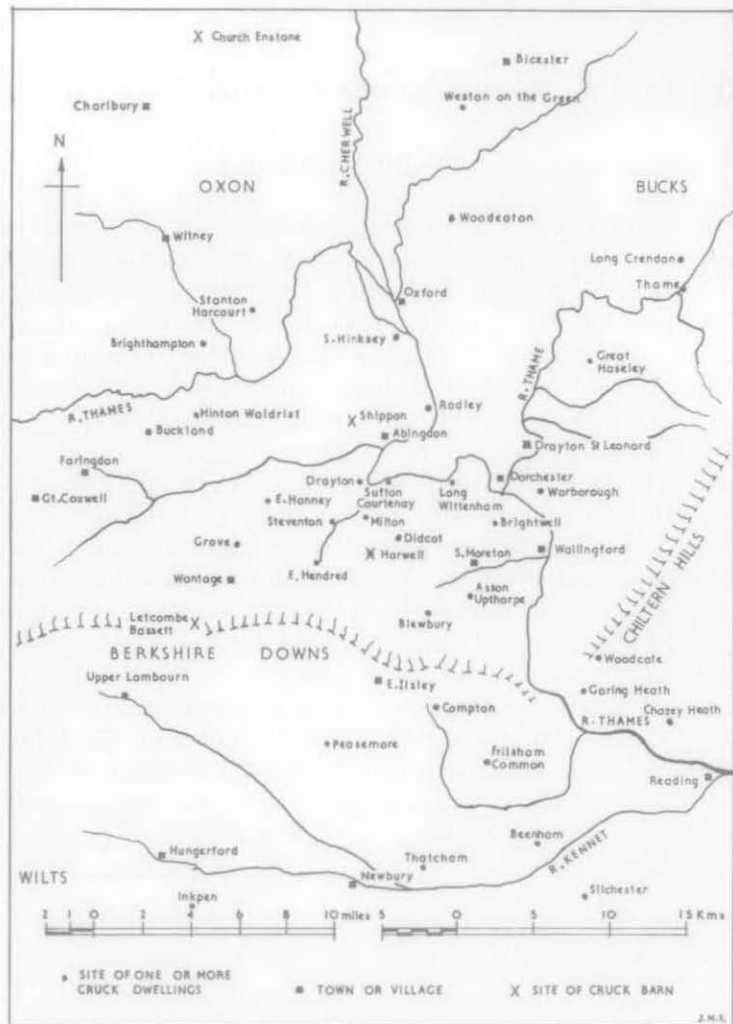 Church Enstone
Bicester
Charlbury
Weston on the Green
N
R. CHERWELL
OXON
BUCKS
Woodeaton
Witney
Long Crendon
Thame
Stanton
Harcourt
Oxford
Brighthampton
S. Hinksey
R. THAME
Great
Haseley
R. THAMES
Hinton Waldrist
Shippon
Radley
Buckland
Abingdon
Drayton St Leonard
Faringdon
Drayton
Dorchester
Gt. Coxwell
E. Hanney
Sutton
Courtenay
Long
Wittenham
Warborough
Steventon
Milton
Brightwell
Grove
Didcot
Harwell
S. Moreton
Wallingford
CHILTERN HILLS
Wantage
E. Hendred
Aston
Upthorpe
Letcombe
Bassett
Blewbury
BERKSHIRE DOWNS
Woodcote
Upper Lambourn
E. Ilsley
Goring Heath
Compton
R. THAMES
Chazey Heath
Peasemore
Frilsham
Common
Reading
Beenham
Hungerford
Thatcham
R. KENNET
WILTS
Newbury
Inkpen
Silchester
2 1 0 2 4 6 8 10 miles 5 0 5 10 15 Kms
SITE OF ONE OR MORE
CRUCK DWELLINGS
TOWN OR VILLAGE
X SITE OF CRUCK BARN
J.M.F.